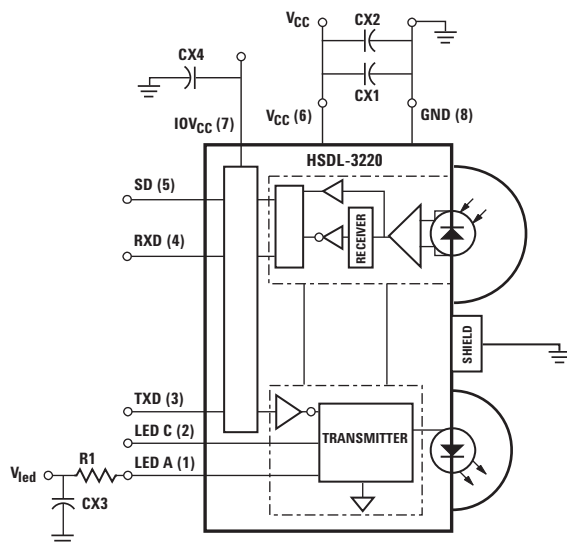 VCC
CX2
CX4
CX1
IOVCC (7)
VCC (6)
GND (8)
HSDL-3220
SD (5)
RXD (4)
RECEIVER
SHIELD
TXD (3)
LED C (2)
TRANSMITTER
Vled
R1
LED A (1)
CX3